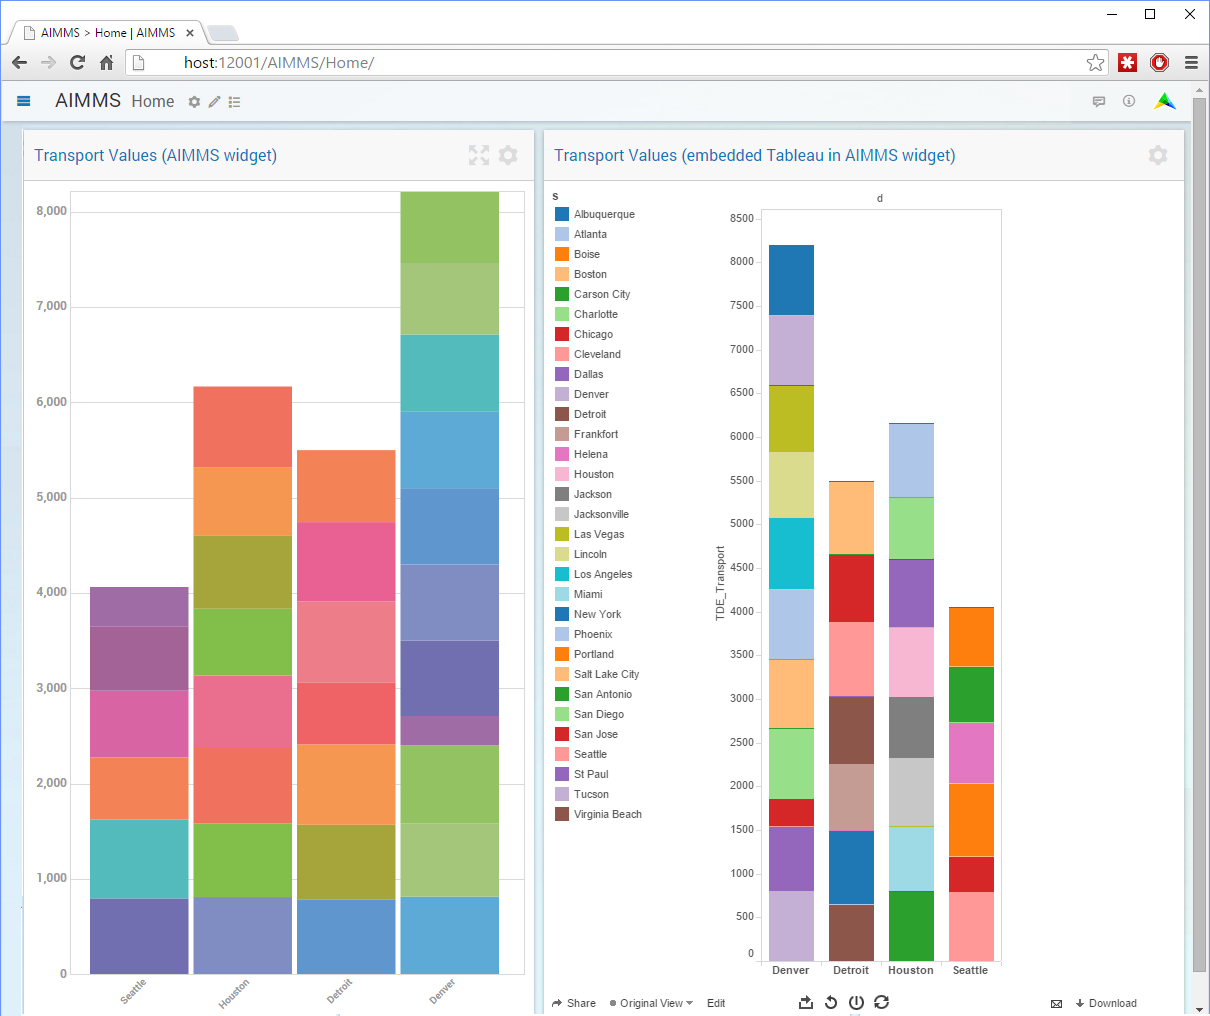 AIMMS > Home | AIMMS
host:12001/AIMMS/Home/
AIMMS Home
Transport Values (AIMMS widget)
8,000
7,000
6,000
5,000
4,000
3,000
2,000
1,000
0
Seattle
Houston
Detroit
Denver
Transport Values (embedded Tableau in AIMMS widget)
s
Albuquerque
Atlanta
Boise
Boston
Carson City
Charlotte
Chicago
Cleveland
Dallas
Denver
Detroit
Frankfort
Helena
Houston
Jackson
Jacksonville
Las Vegas
Lincoln
Los Angeles
Miami
New York
Phoenix
Portland
Salt Lake City
San Antonio
San Diego
San Jose
Seattle
St Paul
Tucson
Virginia Beach
d
TDE_Transport
8500
8000
7500
7000
6500
6000
5500
5000
4500
4000
3500
3000
2500
2000
1500
1000
500
0
Denver
Detroit
Houston
Seattle
Share
Original View
Edit
Download